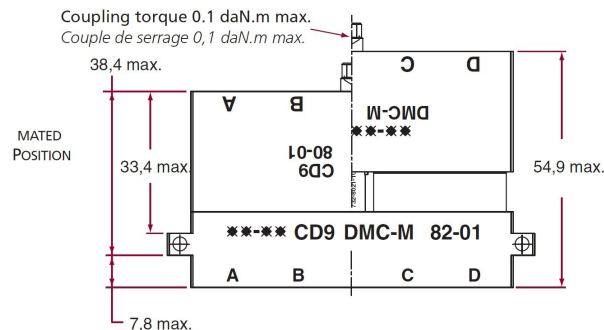 Coupling torque 0.1 daN.m max.
Couple de serrage 0,1 daN.m max.
38,4 max.
MATED
POSITION
33,4 max.
54,9 max.
7,8 max.
A B
C D
DMC-M
**-**
CD9
80-01
**-** CD9 DMC-M 82-01
A B C D